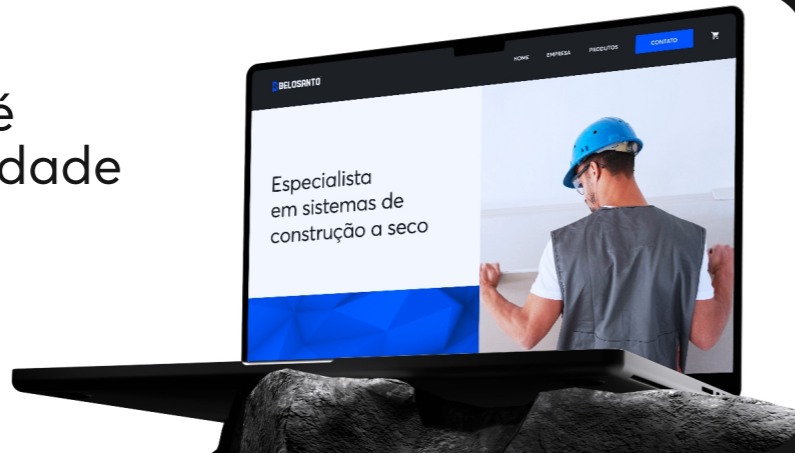 é
dade
BELOSANTO
HOME EMPRESA PRODUTOS CONTATO
Especialista
em sistemas de
construção a seco